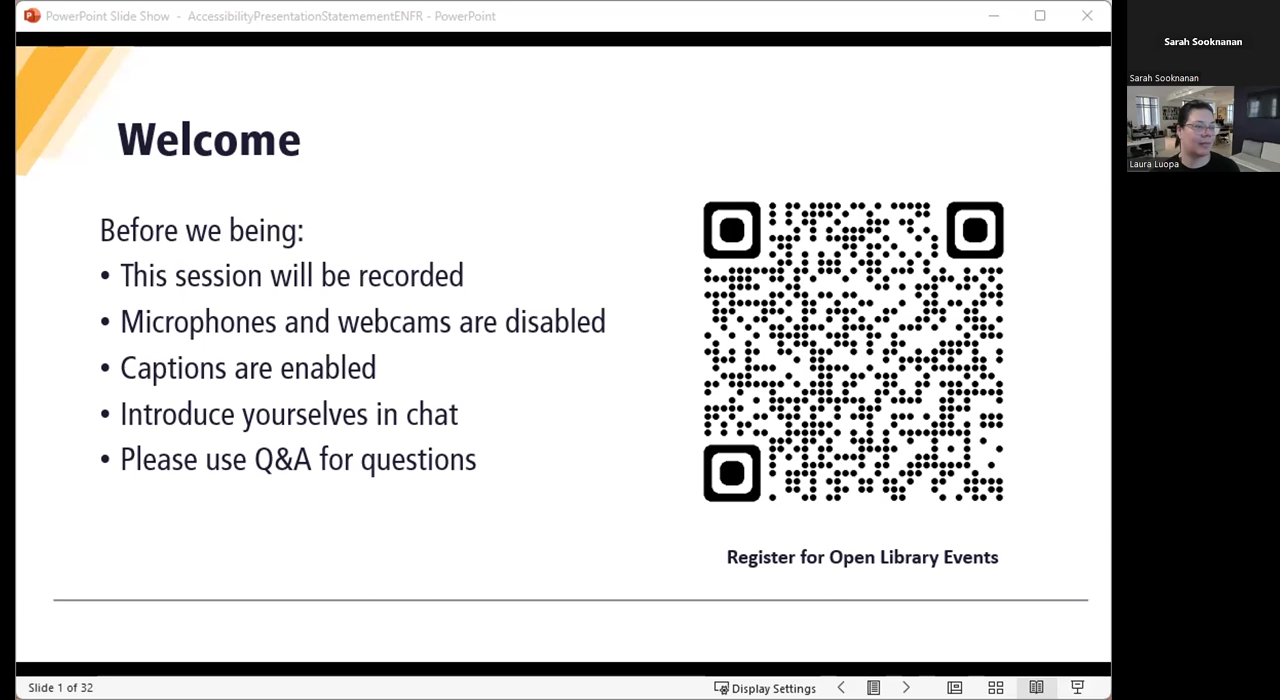 PowerPoint Slide Show - AccessibilityPresentationStatemementENFR - PowerPoint
Welcome
Before we being:
• This session will be recorded
• Microphones and webcams are disabled
• Captions are enabled
• Introduce yourselves in chat
• Please use Q&A for questions
Register for Open Library Events
Slide 1 of 32
Display Settings
Sarah Sooknanan
Sarah Sooknanan
Laura Luopa